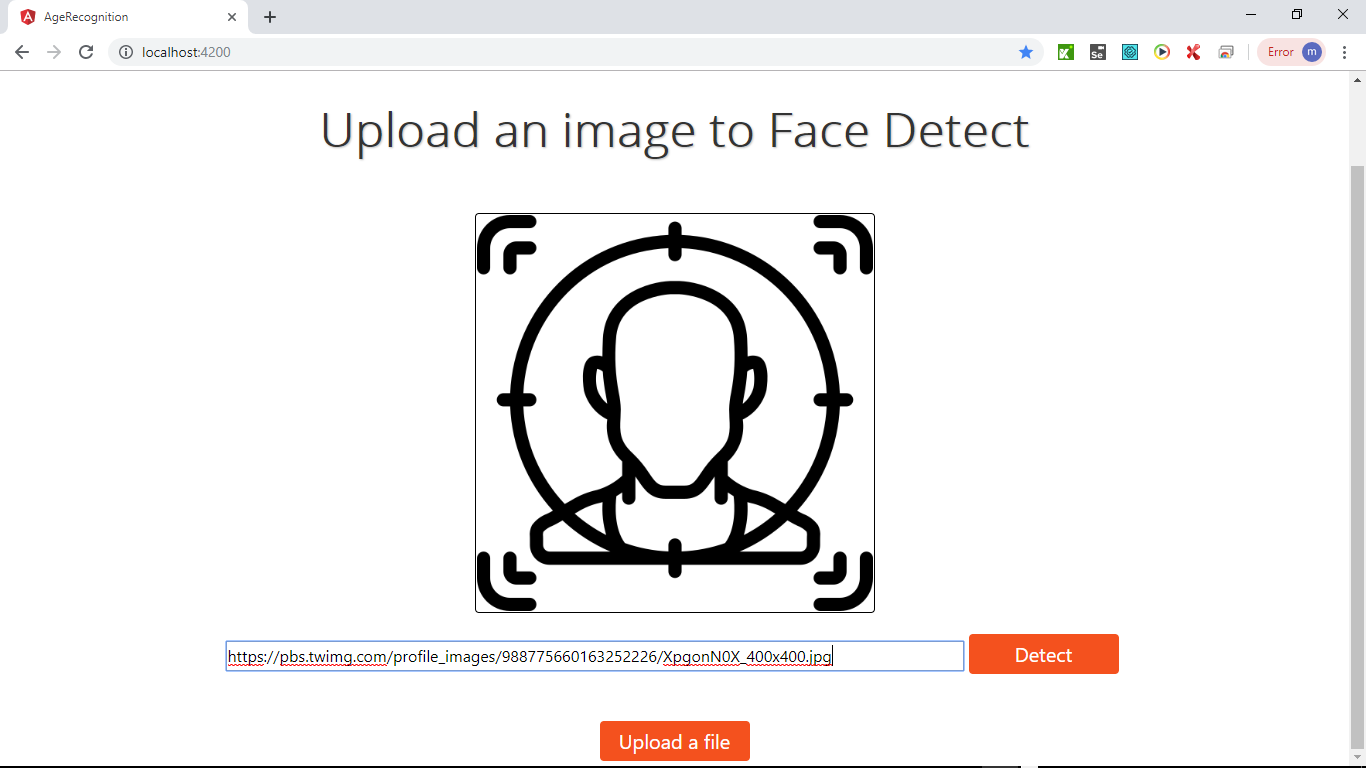 AgeRecognition
localhost:4200
Se
Error m
Upload an image to Face Detect
https://pbs.twimg.com/profile_images/988775660163252226/XpgonN0X_400x400.jpg
Detect
Upload a file